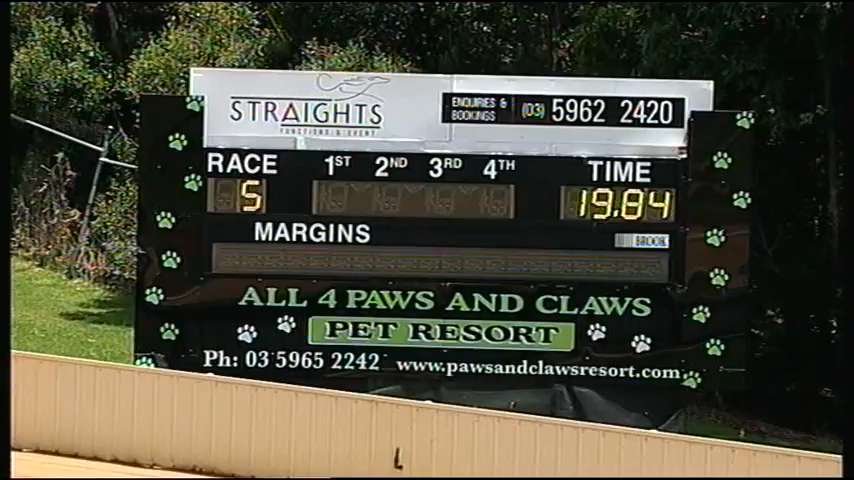 STRAIGHTS
FUNCTIONS & EVENT
ENQUIRIES & BOOKINGS (03) 5962 2420
RACE 1ST 2ND 3RD 4TH TIME
5 19.84
MARGINS BROOK
ALL 4 PAWS AND CLAWS
PET RESORT
Ph: 03 5965 2242 www.pawsandclawsresort.com